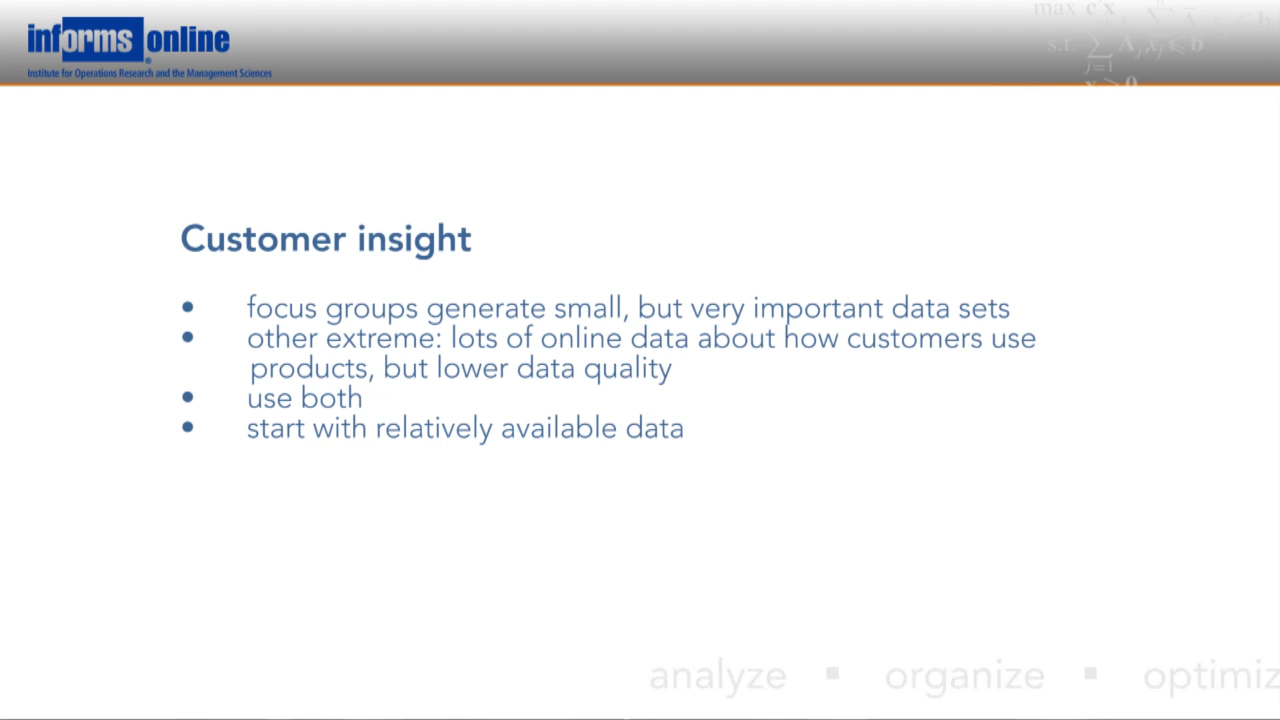 informs online
®
Institute for Operations Research and the Management Sciences
max c'x
s.t.
j=1
Customer insight
• focus groups generate small, but very important data sets
• other extreme: lots of online data about how customers use
products, but lower data quality
• use both
• start with relatively available data
analyze ▪ organize ▪ optimiz